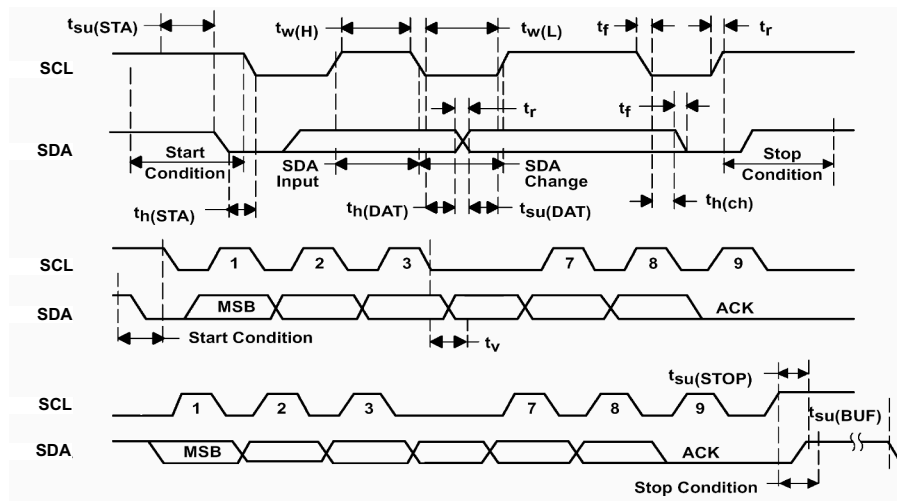 tsu(STA) tw(H) tw(L) tf tr
SCL
tr tf
SDA
Start Condition SDA Input SDA Change Stop Condition
th(STA) th(DAT) tsu(DAT) th(ch)
SCL 1 2 3 7 8 9
SDA MSB ACK
Start Condition tv
tsu(STOP)
SCL 1 2 3 7 8 9 tsu(BUF)
SDA MSB ACK
Stop Condition